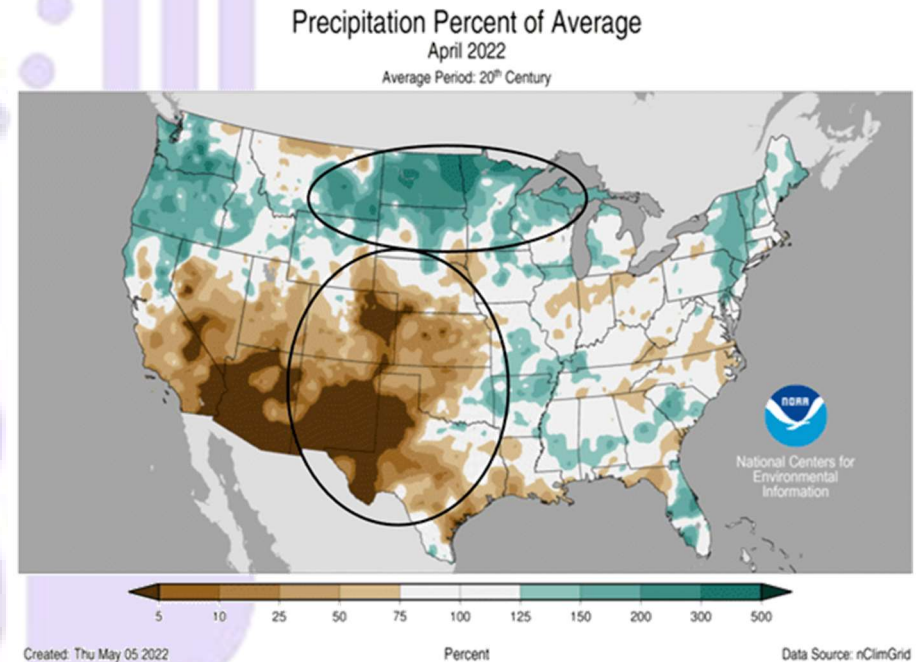 Precipitation Percent of Average
April 2022
Average Period: 20th Century
NOAA
National Centers for
Environmental
Information
5 10 25 50 75 100 125 150 200 300 500
Created: Thu May 05 2022 Percent Data Source: nClimGrid